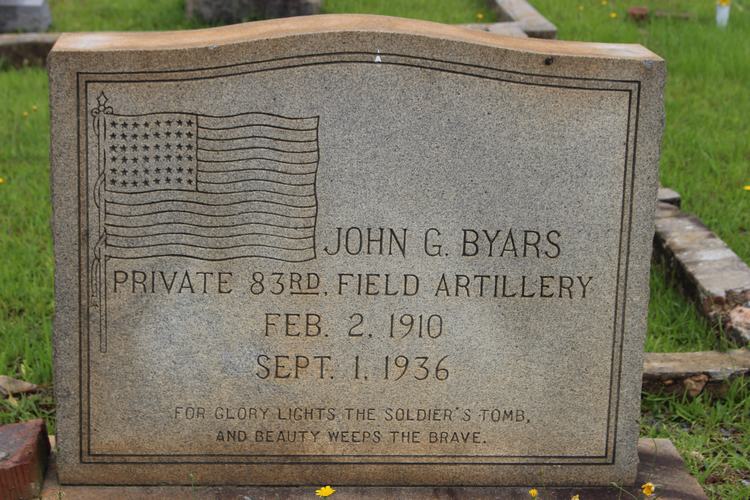 JOHN G. BYARS
PRIVATE 83RD. FIELD ARTILLERY
FEB. 2, 1910
SEPT. 1, 1936
FOR GLORY LIGHTS THE SOLDIER'S TOMB,
AND BEAUTY WEEPS THE BRAVE.